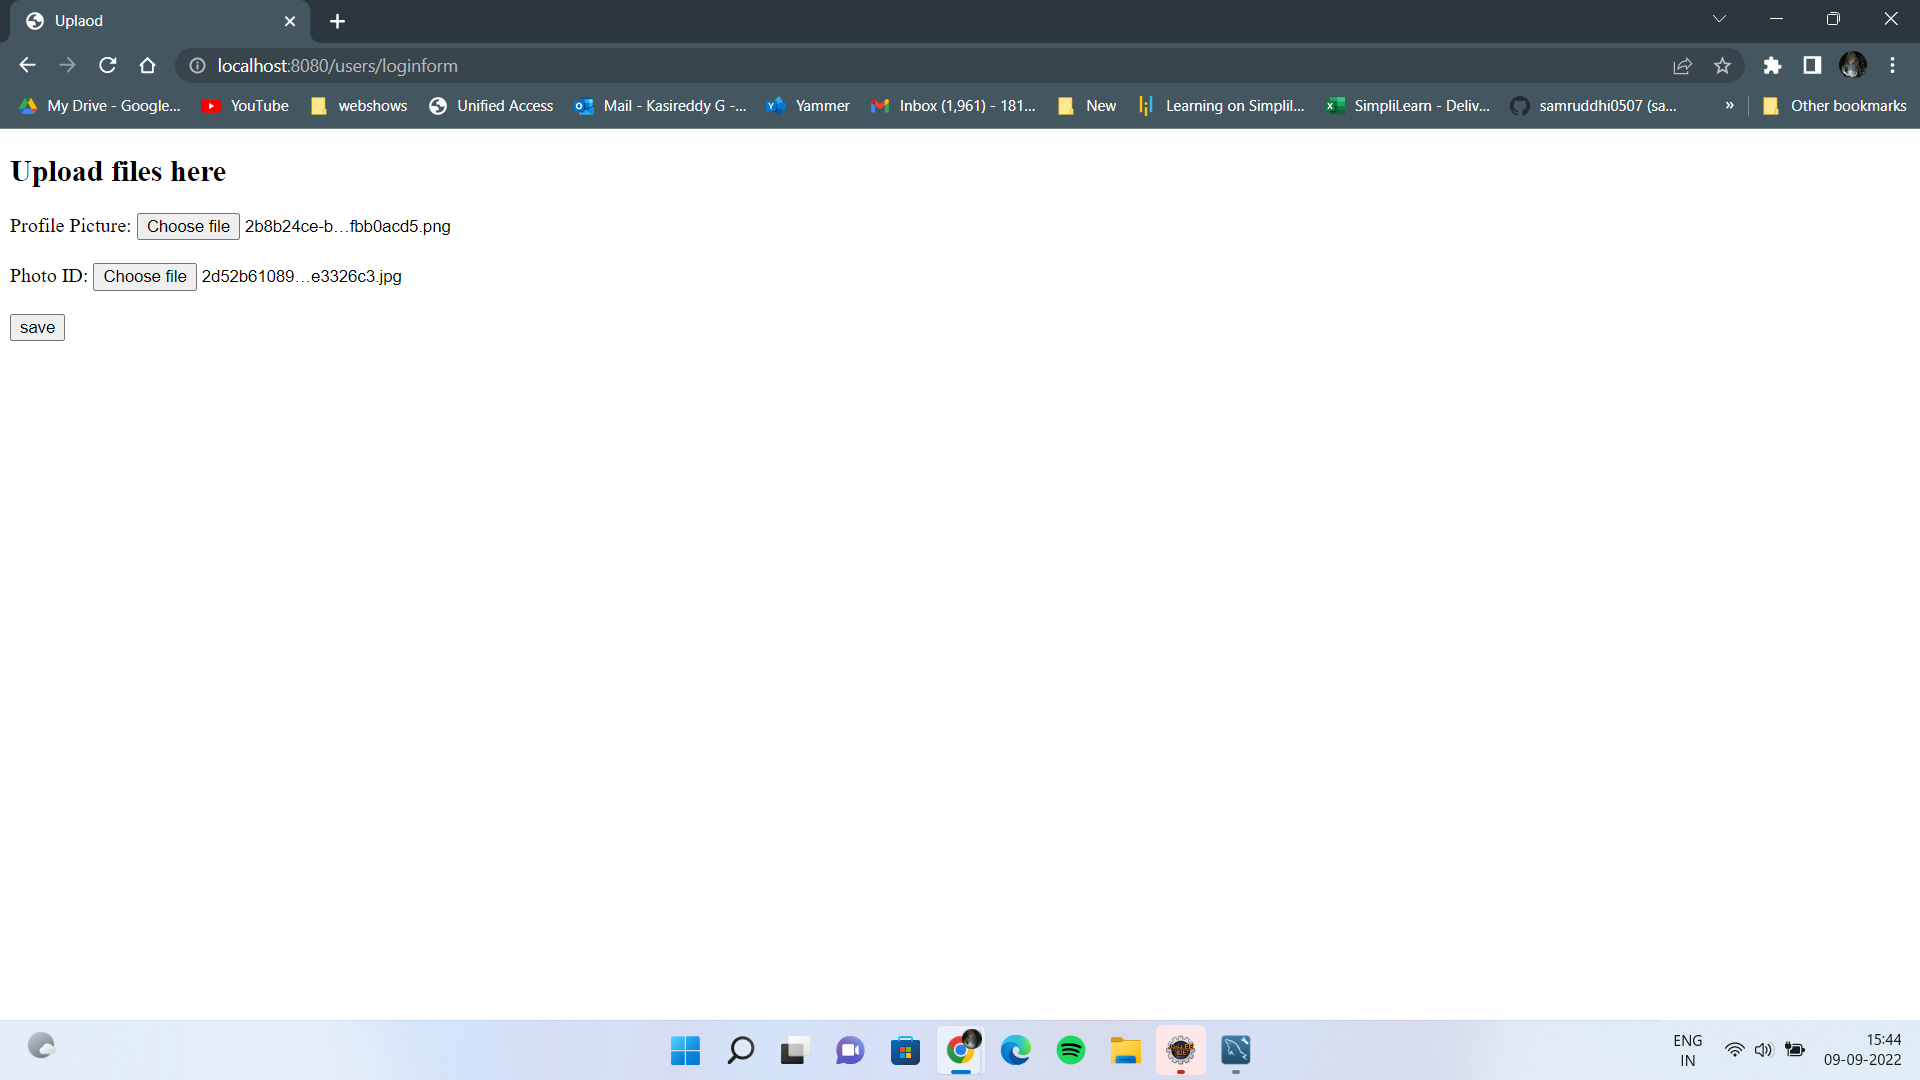 Uplaod
localhost:8080/users/loginform
My Drive - Google... YouTube webshows Unified Access Mail - Kasireddy G -... Yammer Inbox (1,961) - 181... New Learning on Simplil... SimpliLearn - Deliv... samruddhi0507 (sa... » Other bookmarks
Upload files here
Profile Picture: Choose file 2b8b24ce-b…fbb0acd5.png
Photo ID: Choose file 2d52b61089…e3326c3.jpg
save
ENG 15:44
IN 09-09-2022